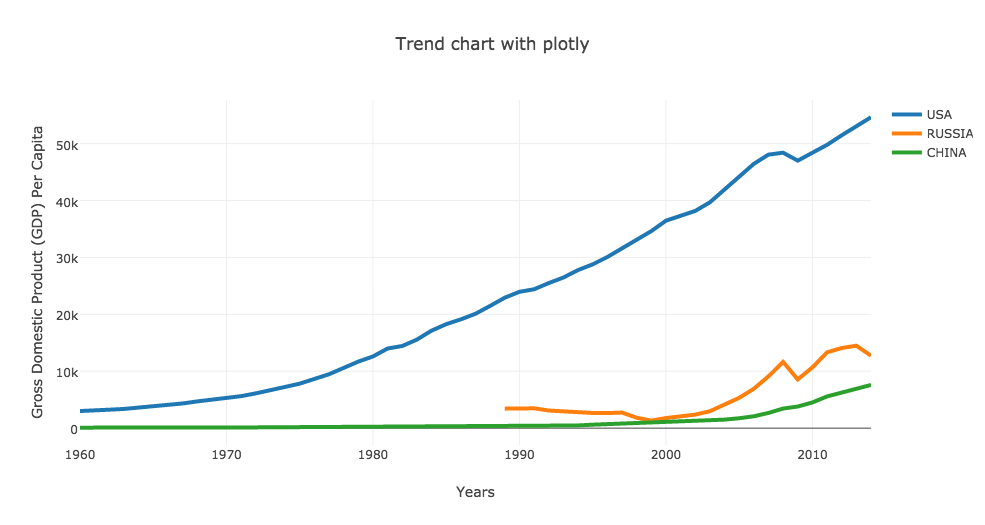 Trend chart with plotly
USA
RUSSIA
CHINA
Gross Domestic Product (GDP) Per Capita
50k
40k
30k
20k
10k
0
1960
1970
1980
1990
2000
2010
Years